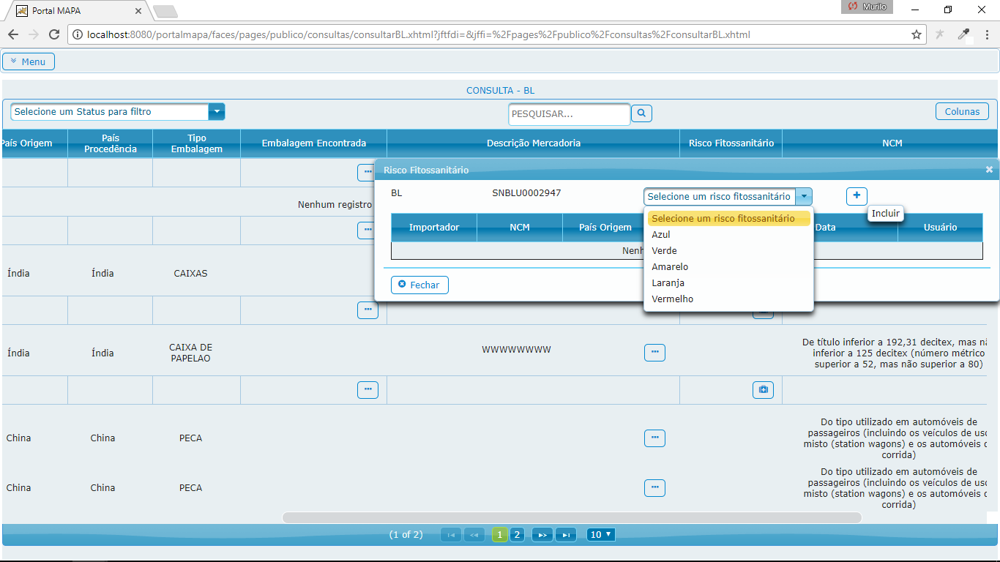 Portal MAPA
Murilo
localhost:8080/portalmapa/faces/pages/publico/consultas/consultarBL.xhtml?jftfdi=&jffi=%2Fpages%2Fpublico%2Fconsultas%2FconsultarBL.xhtml
Menu
CONSULTA - BL
Selecione um Status para filtro
PESQUISAR...
Colunas
País Origem
País Procedência
Tipo Embalagem
Embalagem Encontrada
Descrição Mercadoria
Risco Fitossanitário
NCM
Nenhum registro
Risco Fitossanitário
BL
SNBLU0002947
Selecione um risco fitossanitário
Incluir
Importador
NCM
País Origem
Data
Usuário
Selecione um risco fitossanitário
Azul
Verde
Amarelo
Laranja
Vermelho
Fechar
Índia
Índia
CAIXAS
Índia
Índia
CAIXA DE
PAPELAO
WWWWWWWW
De título inferior a 192,31 decitex, mas
inferior a 125 decitex (número métrico
superior a 52, mas não superior a 80)
China
China
PECA
Do tipo utilizado em automóveis de
passageiros (incluindo os veículos de uso
misto (station wagons) e os automóveis d
corrida)
China
China
PECA
Do tipo utilizado em automóveis de
passageiros (incluindo os veículos de uso
misto (station wagons) e os automóveis d
corrida)
(1 of 2)
1
2
10